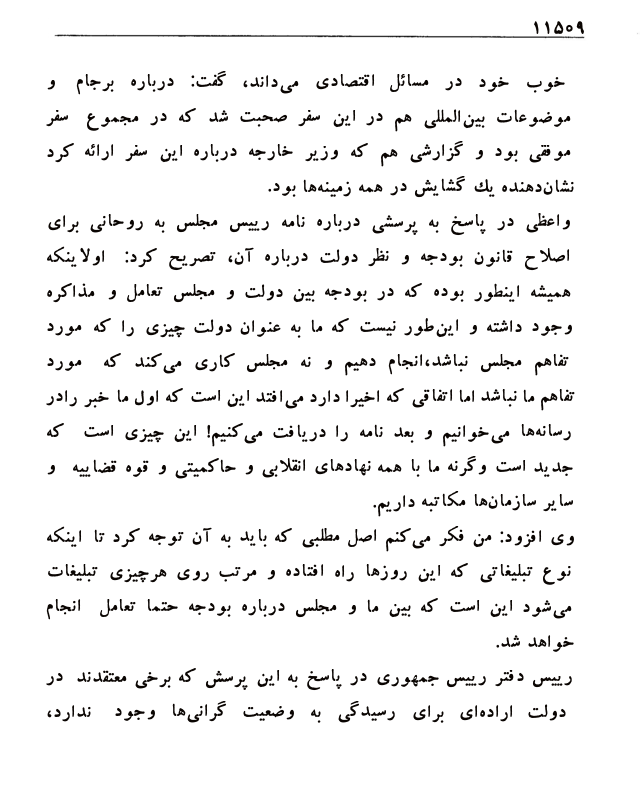 ۱۱۵۰۹
خوب خود در مسائل اقتصادی می‌داند، گفت: درباره برجام و
موضوعات بین‌المللی هم در این سفر صحبت شد که در مجموع سفر
موفقی بود و گزارشی هم که وزیر خارجه درباره این سفر ارائه کرد
نشان‌دهنده یك گشایش در همه زمینه‌ها بود.
واعظی در پاسخ به پرسشی درباره نامه رییس مجلس به روحانی برای
اصلاح قانون بودجه و نظر دولت درباره آن، تصریح کرد: اولاینکه
همیشه اینطور بوده که در بودجه بین دولت و مجلس تعامل و مذاکره
وجود داشته و این‌طور نیست که ما به عنوان دولت چیزی را که مورد
تفاهم مجلس نباشد،انجام دهیم و نه مجلس کاری می‌کند که مورد
تفاهم ما نباشد اما اتفاقی که اخیرا دارد می‌افتد این است که اول ما خبر رادر
رسانه‌ها می‌خوانیم و بعد نامه را دریافت می‌کنیم! این چیزی است که
جدید است وگرنه ما با همه نهادهای انقلابی و حاکمیتی و قوه قضاییه و
سایر سازمان‌ها مکاتبه داریم.
وی افزود: من فکر می‌کنم اصل مطلبی که باید به آن توجه کرد تا اینکه
نوع تبلیغاتی که این روزها راه افتاده و مرتب روی هرچیزی تبلیغات
می‌شود این است که بین ما و مجلس درباره بودجه حتما تعامل انجام
خواهد شد.
رییس دفتر رییس جمهوری در پاسخ به این پرسش که برخی معتقدند در
دولت اراده‌ای برای رسیدگی به وضعیت گرانی‌ها وجود ندارد،